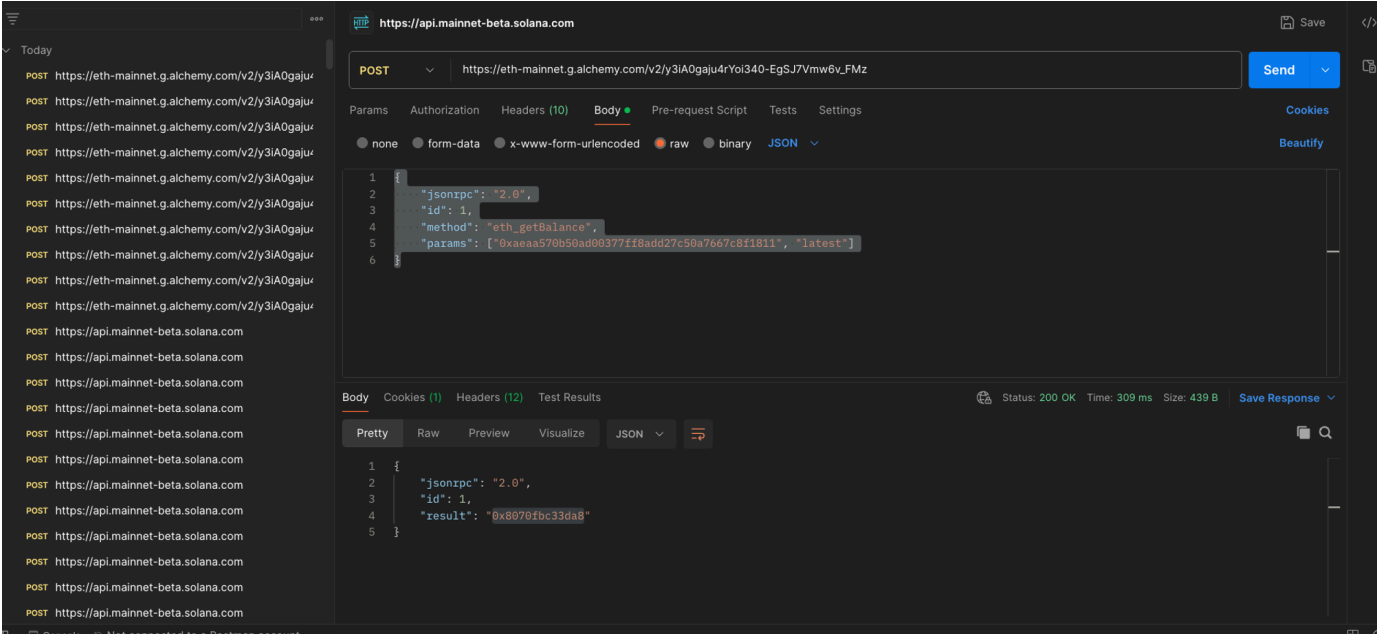 https://api.mainnet-beta.solana.com
Save
Today
POST https://eth-mainnet.g.alchemy.com/v2/y3iA0gaju4
POST https://eth-mainnet.g.alchemy.com/v2/y3iA0gaju4
POST https://eth-mainnet.g.alchemy.com/v2/y3iA0gaju4
POST https://eth-mainnet.g.alchemy.com/v2/y3iA0gaju4
POST https://eth-mainnet.g.alchemy.com/v2/y3iA0gaju4
POST https://eth-mainnet.g.alchemy.com/v2/y3iA0gaju4
POST https://eth-mainnet.g.alchemy.com/v2/y3iA0gaju4
POST https://eth-mainnet.g.alchemy.com/v2/y3iA0gaju4
POST https://eth-mainnet.g.alchemy.com/v2/y3iA0gaju4
POST https://eth-mainnet.g.alchemy.com/v2/y3iA0gaju4
POST https://api.mainnet-beta.solana.com
POST https://api.mainnet-beta.solana.com
POST https://api.mainnet-beta.solana.com
POST https://api.mainnet-beta.solana.com
POST https://api.mainnet-beta.solana.com
POST https://api.mainnet-beta.solana.com
POST https://api.mainnet-beta.solana.com
POST https://api.mainnet-beta.solana.com
POST https://api.mainnet-beta.solana.com
POST https://api.mainnet-beta.solana.com
POST https://api.mainnet-beta.solana.com
POST https://api.mainnet-beta.solana.com
HTTP
POST https://eth-mainnet.g.alchemy.com/v2/y3iA0gaju4rYoi340-EgSJ7Vmw6v_FMz Send
Params Authorization Headers (10) Body Pre-request Script Tests Settings Cookies
none form-data x-www-form-urlencoded raw binary JSON Beautify
1 {
2 "jsonrpc": "2.0",
3 "id": 1,
4 "method": "eth_getBalance",
5 "params": ["0xaeaa570b50ad00377ff8add27c50a7667c8f1811", "latest"]
6 }
Body Cookies (1) Headers (12) Test Results Status: 200 OK Time: 309 ms Size: 439 B Save Response
Pretty Raw Preview Visualize JSON
1 {
2 "jsonrpc": "2.0",
3 "id": 1,
4 "result": "0x8070fbc33da8"
5 }